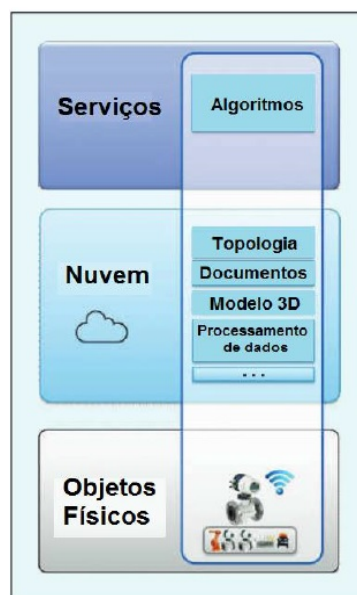 Serviços
Algoritmos
Nuvem
Topologia
Documentos
Modelo 3D
Processamento
de dados
...
Objetos
Físicos